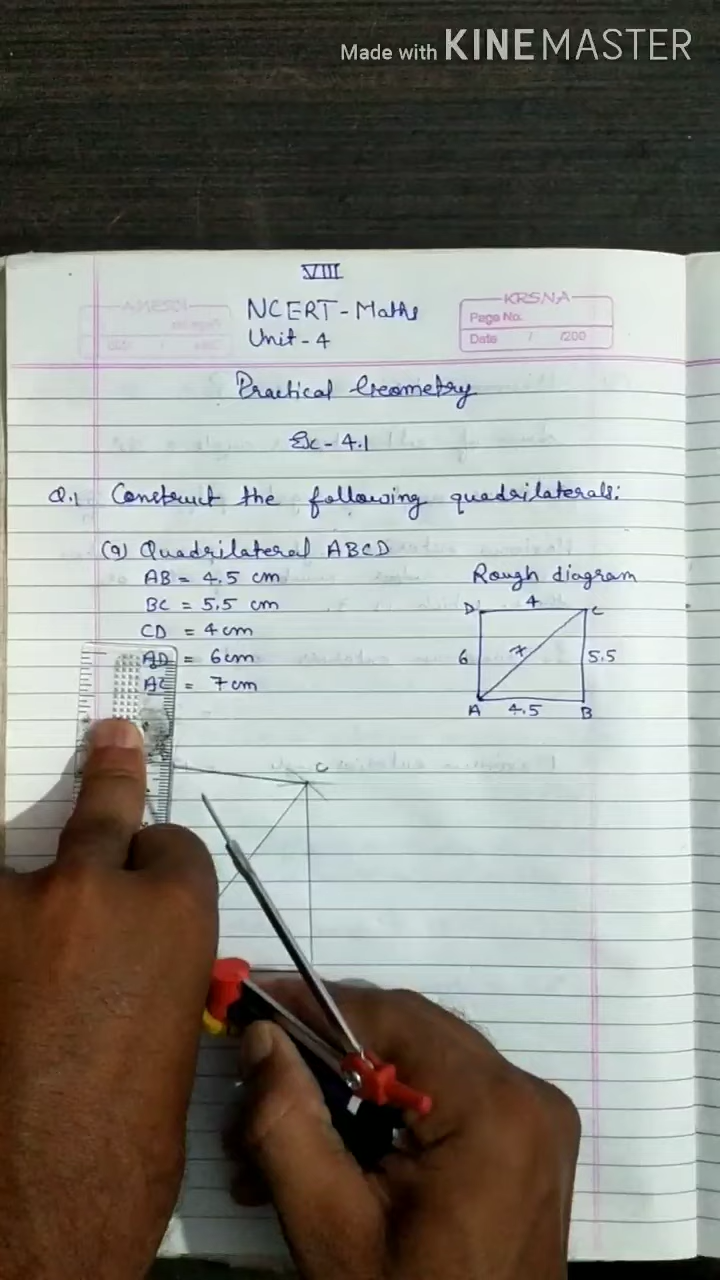 Made with KINEMASTER
VIII
NCERT - Maths
Unit - 4
KRSNA
Page No.
Date / /200
Practical Geometry
Ex - 4.1
Q.1 Construct the following quadrilaterals:
(a) Quadrilateral ABCD
AB = 4.5 cm
BC = 5.5 cm
CD = 4 cm
AD = 6 cm
AC = 7 cm
Rough diagram
D 4 C
6 7 5.5
A 4.5 B
C